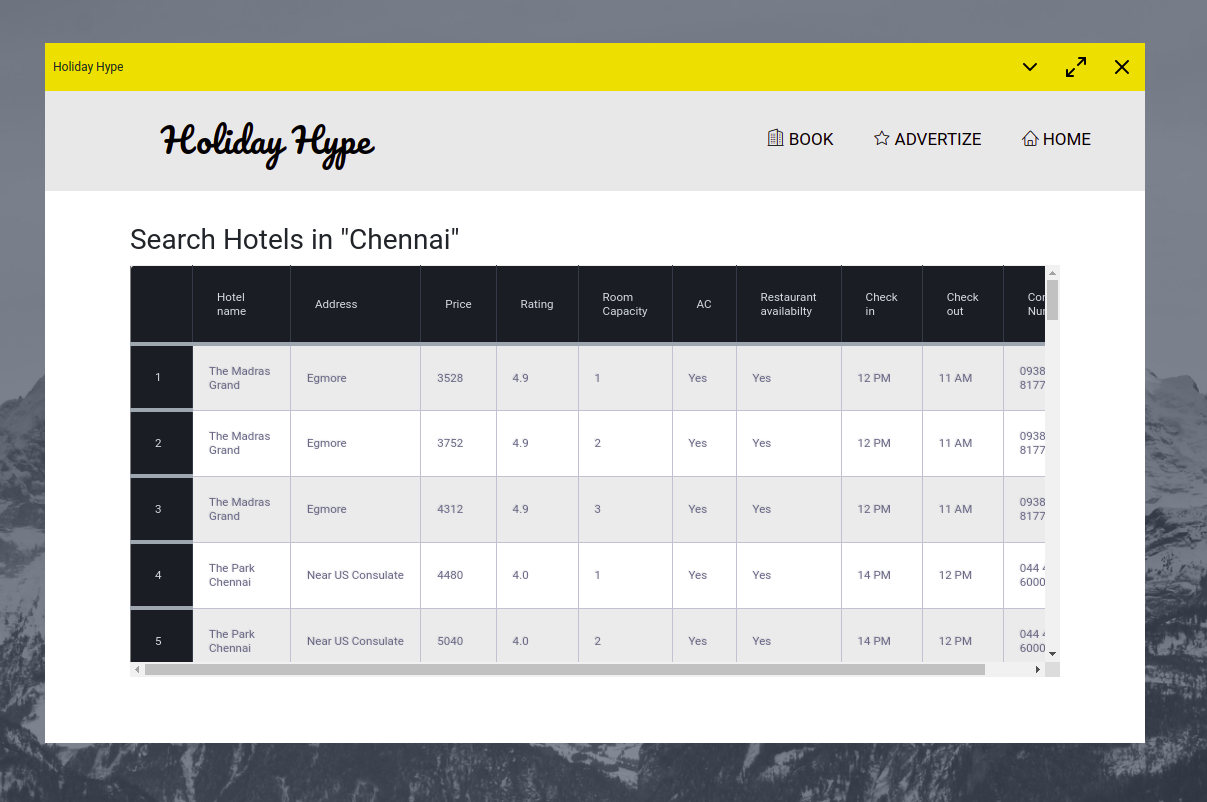 Holiday Hype
Holiday Hype
BOOK ADVERTIZE HOME
Search Hotels in "Chennai"
Hotel name Address Price Rating Room Capacity AC Restaurant availabilty Check in Check out
1 The Madras Grand Egmore 3528 4.9 1 Yes Yes 12 PM 11 AM 0938 8177
2 The Madras Grand Egmore 3752 4.9 2 Yes Yes 12 PM 11 AM 0938 8177
3 The Madras Grand Egmore 4312 4.9 3 Yes Yes 12 PM 11 AM 0938 8177
4 The Park Chennai Near US Consulate 4480 4.0 1 Yes Yes 14 PM 12 PM 044 6000
5 The Park Chennai Near US Consulate 5040 4.0 2 Yes Yes 14 PM 12 PM 044 6000